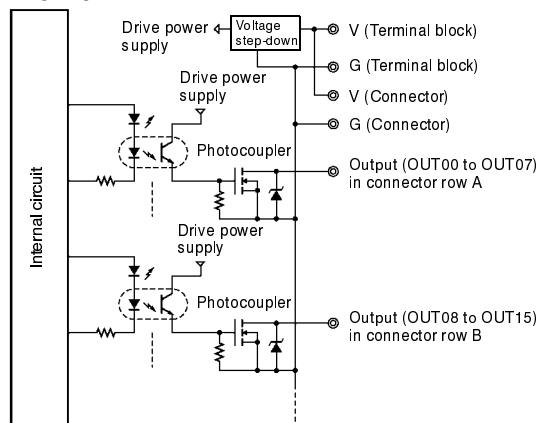 Drive power
supply
Voltage
step-down
V (Terminal block)
G (Terminal block)
V (Connector)
G (Connector)
Drive power
supply
Photocoupler
Output (OUT00 to OUT07)
in connector row A
Internal circuit
Drive power
supply
Photocoupler
Output (OUT08 to OUT15)
in connector row B